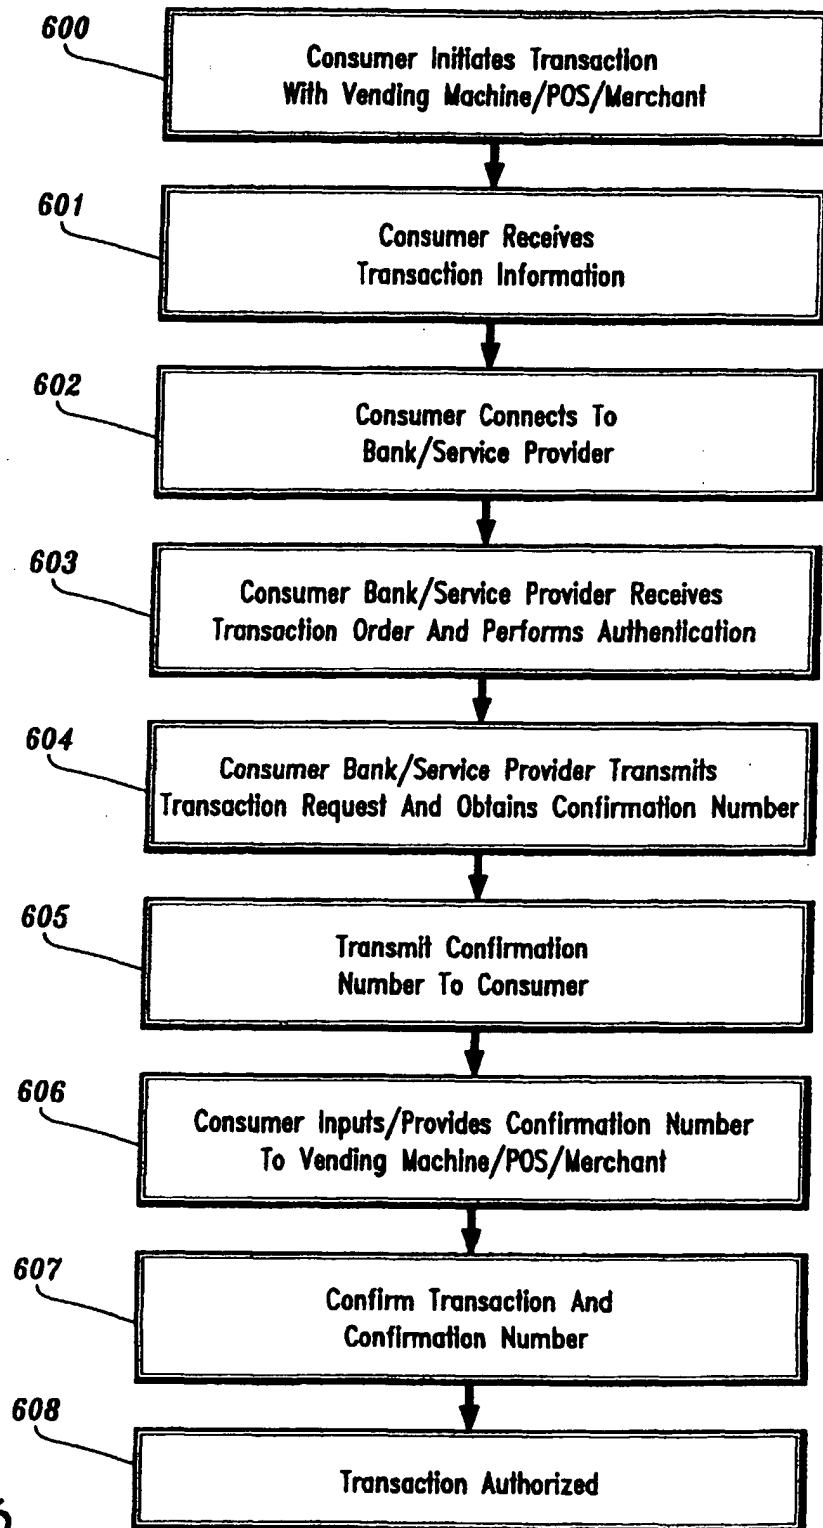 600
Consumer Initiates Transaction
With Vending Machine/POS/Merchant
601
Consumer Receives
Transaction Information
602
Consumer Connects To
Bank/Service Provider
603
Consumer Bank/Service Provider Receives
Transaction Order And Performs Authentication
604
Consumer Bank/Service Provider Transmits
Transaction Request And Obtains Confirmation Number
605
Transmit Confirmation
Number To Consumer
606
Consumer Inputs/Provides Confirmation Number
To Vending Machine/POS/Merchant
607
Confirm Transaction And
Confirmation Number
608
Transaction Authorized